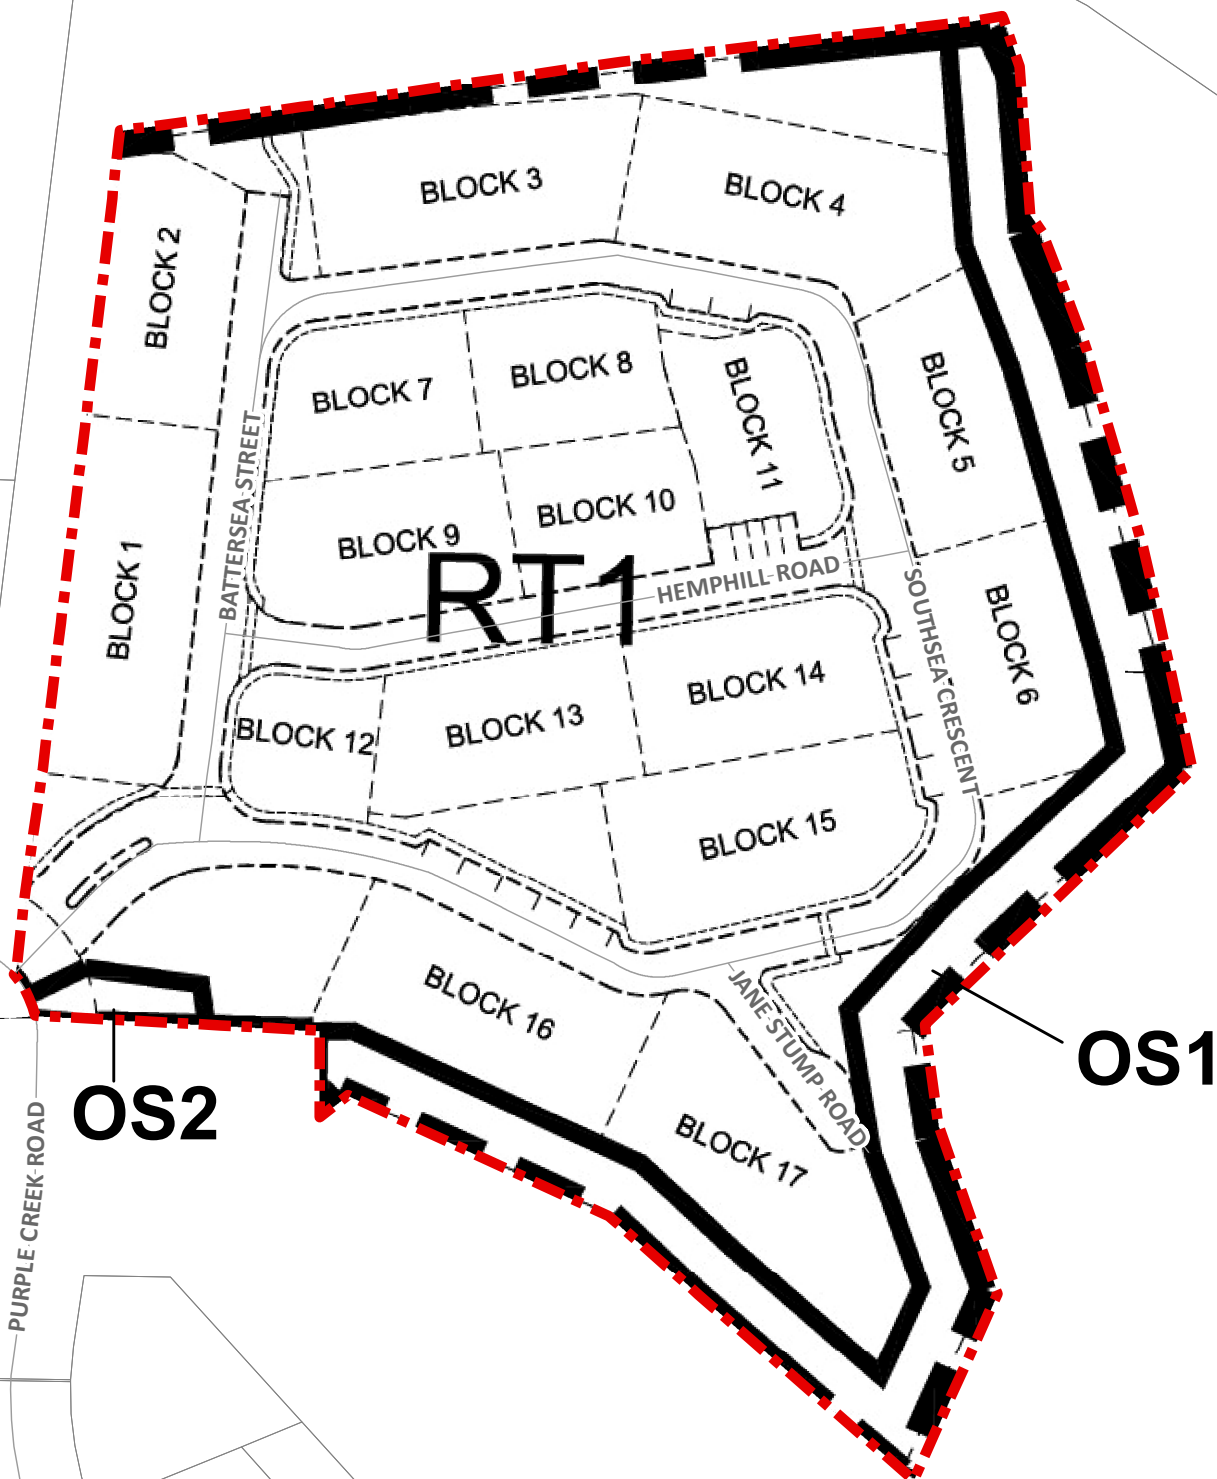 BLOCK 3
BLOCK 4
BLOCK 2
BLOCK 8
BLOCK 7
BLOCK 11
BLOCK 5
BATTERSEA STREET
BLOCK 10
BLOCK 9
BLOCK 1
RT1
HEMPHILL ROAD
SOUTHSEA CRESCENT
BLOCK 6
BLOCK 14
BLOCK 13
BLOCK 12
BLOCK 15
BLOCK 16
JANE STUMP ROAD
OS1
OS2
BLOCK 17
PURPLE CREEK ROAD